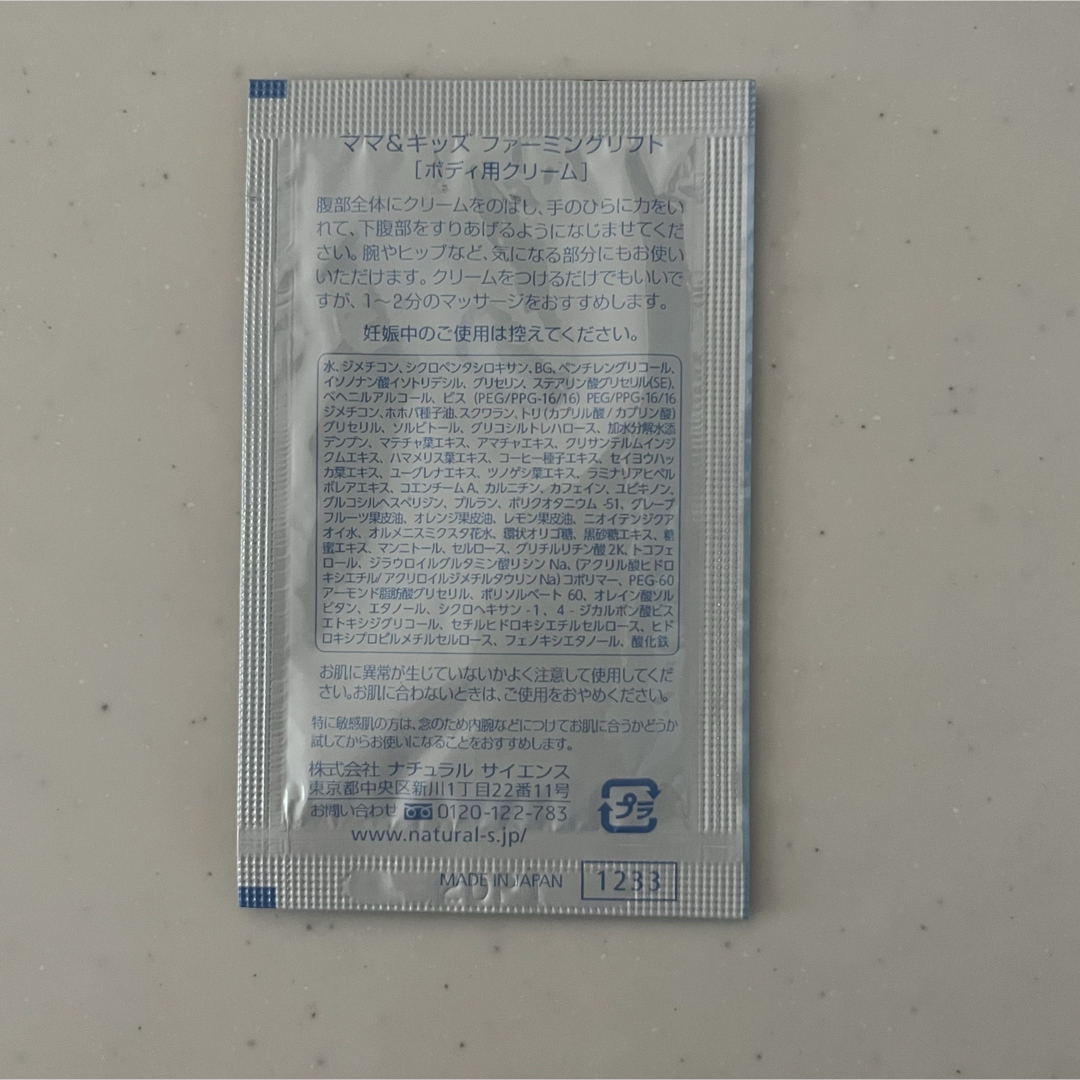 ママ&キッズ ファーミングリフト
[ボディ用クリーム]
腹部全体にクリームをのばし、手のひらに力をい
れて、下腹部をすりあげるようになじませてくだ
さい。腕やヒップなど、気になる部分にもお使い
いただけます。クリームをつけるだけでもいいで
すが、1〜2分のマッサージをおすすめします。
妊娠中のご使用は控えてください。
水、ジメチコン、シクロペンタシロキサン、BG、ペンチレングリコール、
イソノナン酸イソトリデシル、グリセリン、ステアリン酸グリセリル(SE)、
ベヘニルアルコール、ビス (PEG/PPG-16/16) PEG/PPG-16/16
ジメチコン、ホホバ種子油、スクワラン、トリ(カプリル酸/カプリン酸)
グリセリル、ソルビトール、グリコシルトレハロース、加水分解水添
デンプン、マテチャ葉エキス、アマチャエキス、クリサンテルムインジ
クムエキス、ハマメリス葉エキス、コーヒー種子エキス、セイヨウハッ
カ葉エキス、ユーグレナエキス、ツノゲシ葉エキス、ラミナリアヒペル
ボレアエキス、コエンチームA、カルニチン、カフェイン、ユビキノン、
グルコシルヘスペリジン、プルラン、ポリクオタニウム-51、グレープ
フルーツ果皮油、オレンジ果皮油、レモン果皮油、ニオイテンジクア
オイ水、オルメニスミクスタ花水、環状オリゴ糖、黒砂糖エキス、糖
蜜エキス、マンニトール、セルロース、グリチルリチン酸2K、トコフェ
ロール、ジラウロイルグルタミン酸リシンNa、(アクリル酸ヒドロ
キシエチル/アクリロイルジメチルタウリンNa)コポリマー、PEG-60
アーモンド脂肪酸グリセリル、ポリソルベート 60、オレイン酸ソル
ビタン、エタノール、シクロヘキサン-1、4-ジカルボン酸ビス
エトキシジグリコール、セチルヒドロキシエチルセルロース、ヒド
ロキシプロピルメチルセルロース、フェノキシエタノール、酸化鉄
お肌に異常が生じていないかよく注意して使用してくだ
さい。お肌に合わないときは、ご使用をおやめください。
特に敏感肌の方は、念のため内腕などにつけてお肌に合うかどうか
試してからお使いになることをおすすめします。
株式会社 ナチュラル サイエンス
東京都中央区新川1丁目22番11号
お問い合わせ 0120-122-783
プラ
www.natural-s.jp/
MADE IN JAPAN 1233